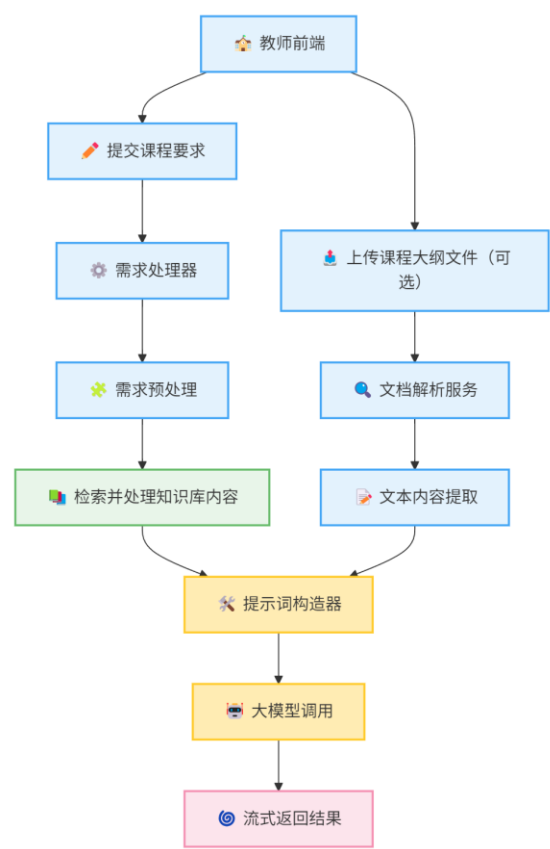 教师前端
提交课程要求
需求处理器
上传课程大纲文件（可
选）
需求预处理
文档解析服务
检索并处理知识库内容
文本内容提取
提示词构造器
大模型调用
流式返回结果